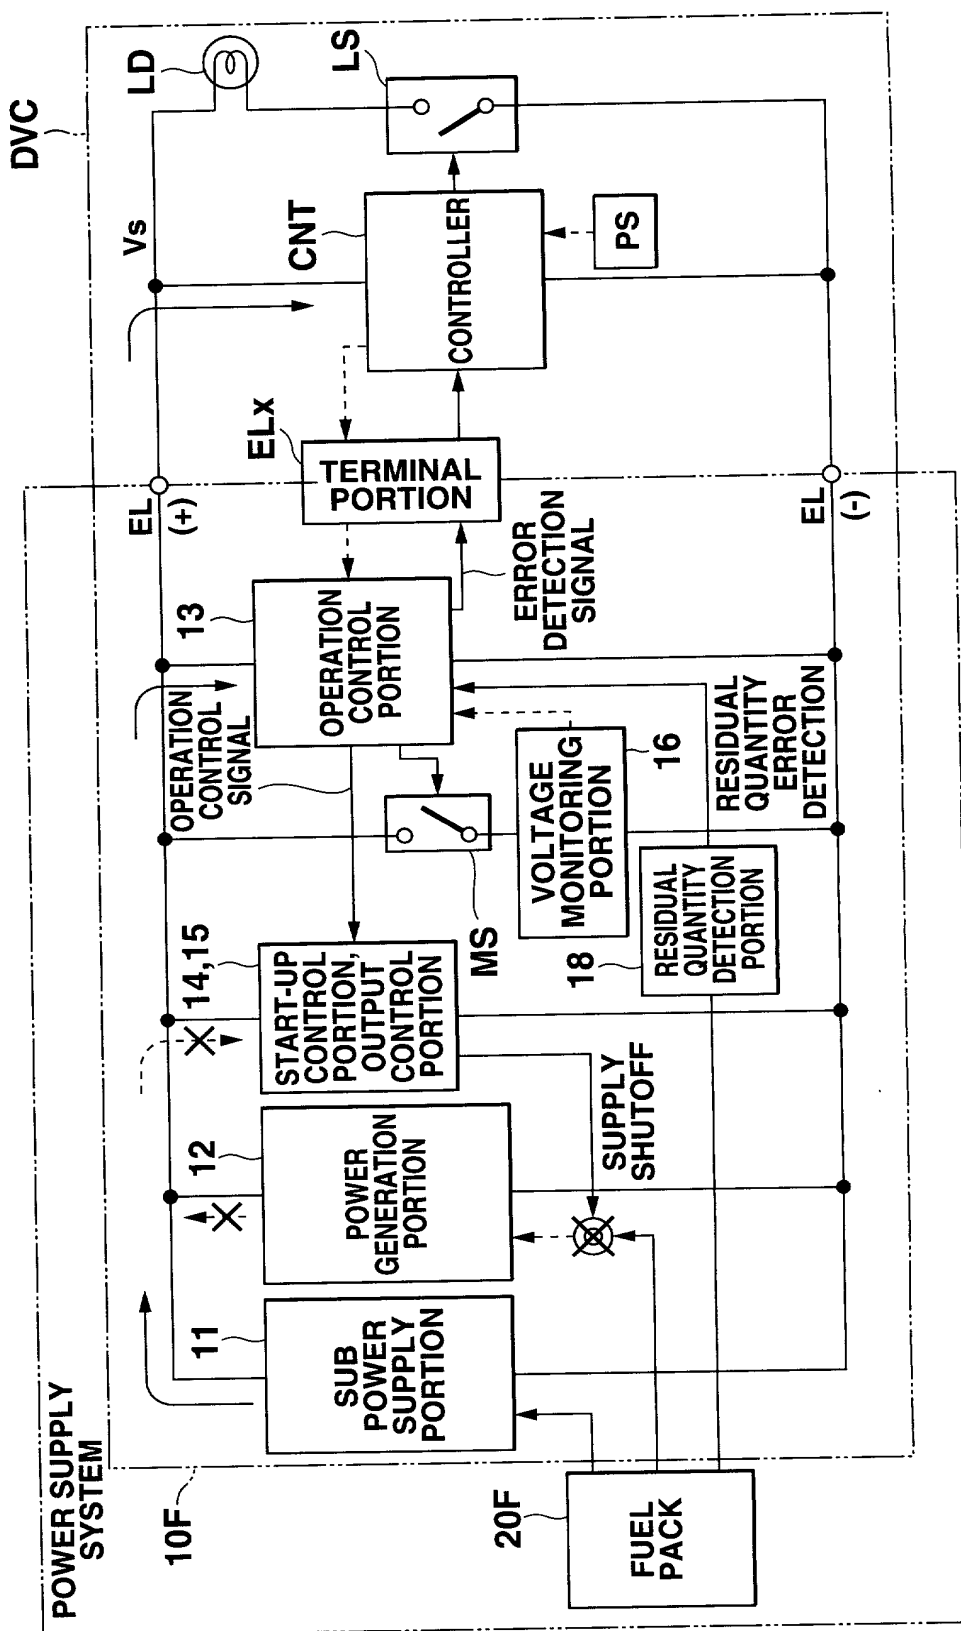 POWER SUPPLY
SYSTEM
DVC
10F
20F
FUEL
PACK
11
SUB
POWER
SUPPLY
PORTION
12
POWER
GENERATION
PORTION
SUPPLY
SHUTOFF
14,15
START-UP
CONTROL
PORTION,
OUTPUT
CONTROL
PORTION
18
RESIDUAL
QUANTITY
DETECTION
PORTION
MS
VOLTAGE
MONITORING
PORTION
16
OPERATION
CONTROL
SIGNAL
13
OPERATION
CONTROL
PORTION
RESIDUAL
QUANTITY
ERROR
DETECTION
ERROR
DETECTION
SIGNAL
EL
(+)
ELx
TERMINAL
PORTION
EL
(-)
Vs
CNT
CONTROLLER
PS
LD
LS